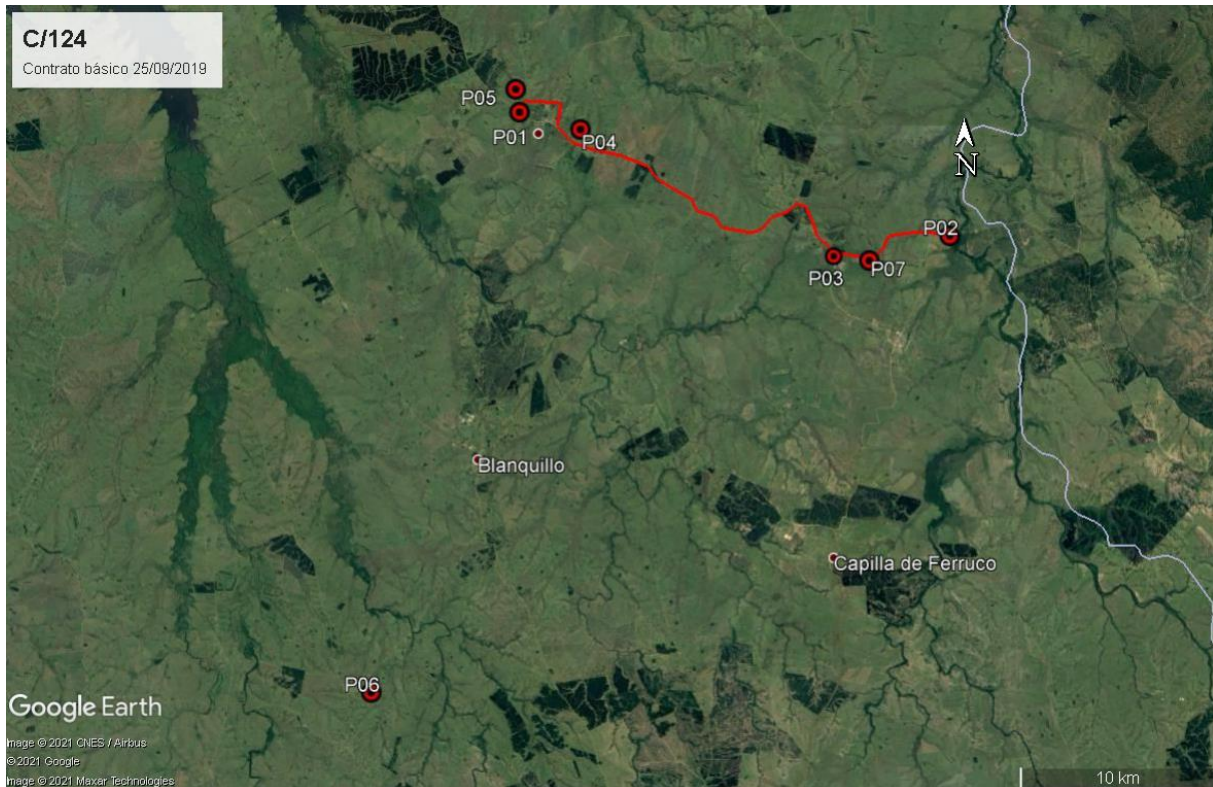 C/124
Contrato básico 25/09/2019
P05
P01
P04
N
P02
P03
P07
Blanquillo
Capilla de Ferruco
P06
Google Earth
Image © 2021 CNES / Airbus
© 2021 Google
Image © 2021 Maxar Technologies
10 km